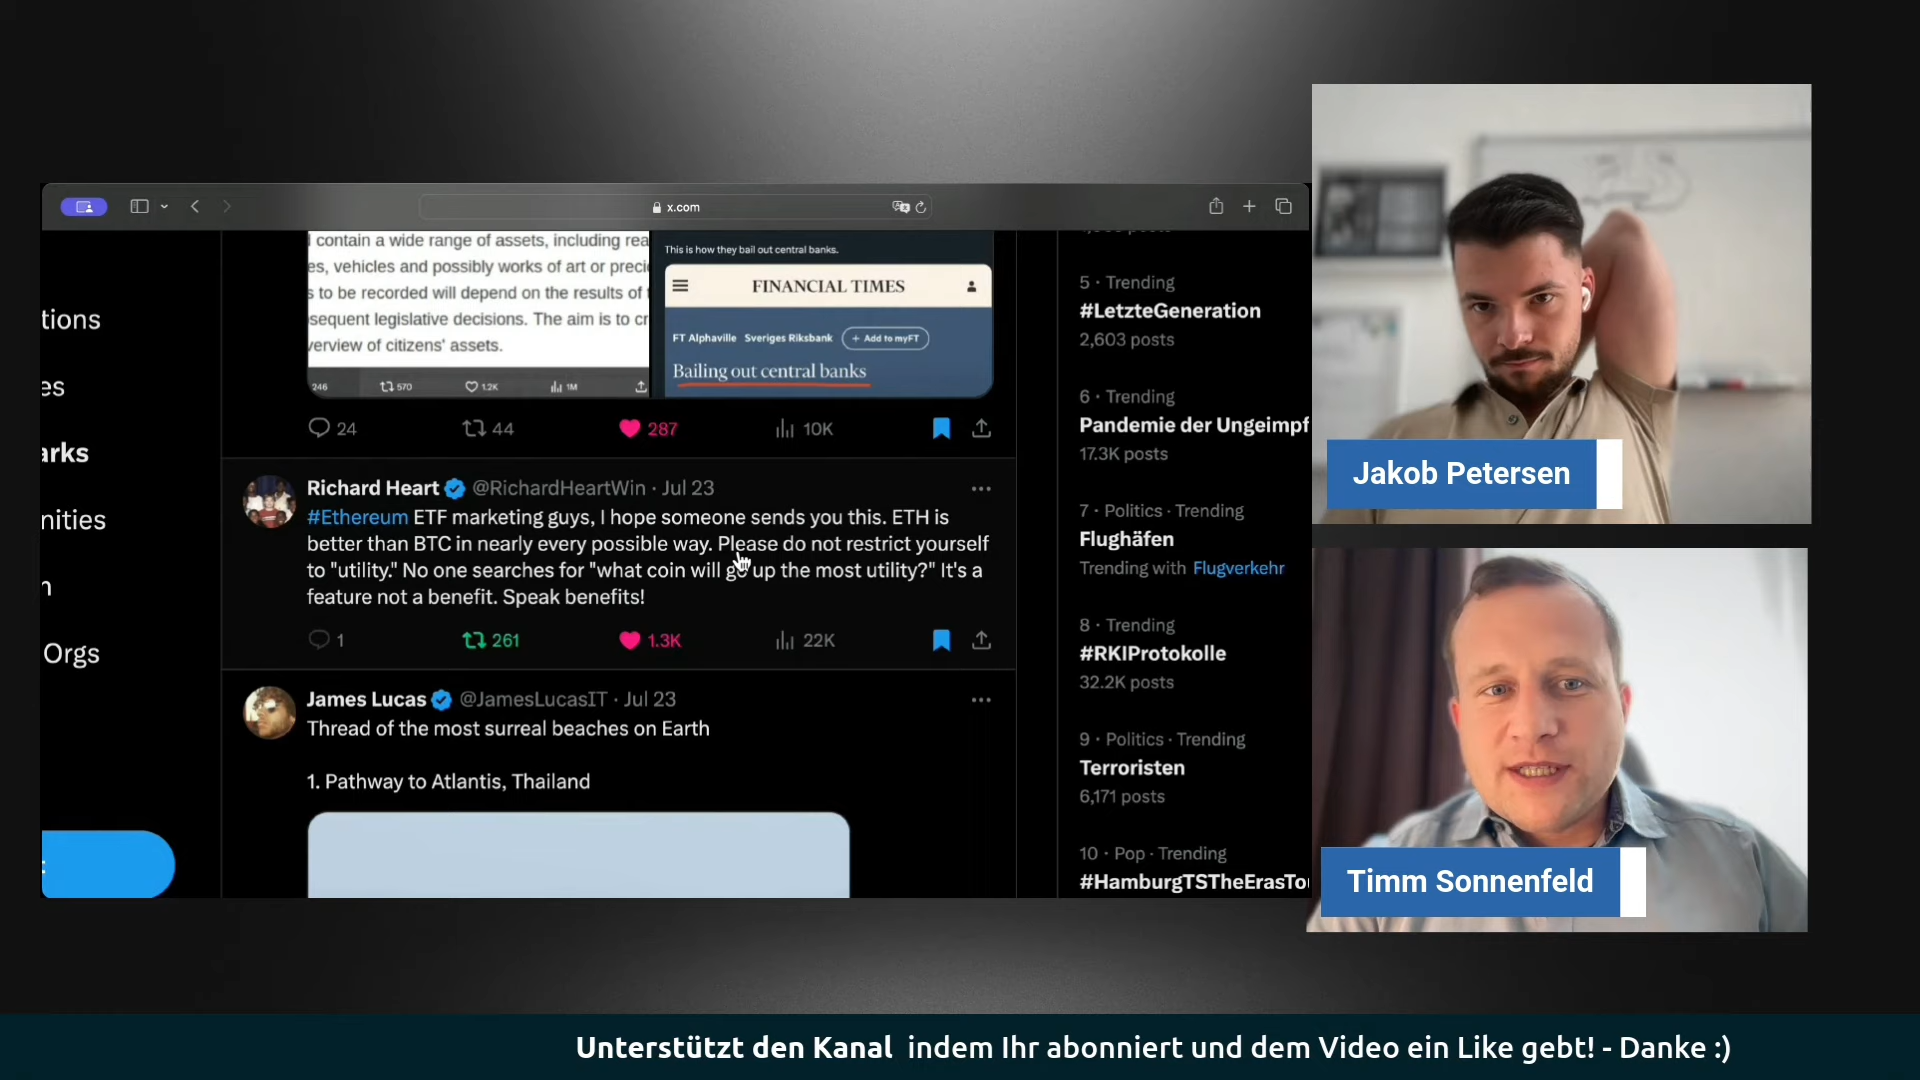 x.com
l contain a wide range of assets, including rea
es, vehicles and possibly works of art or preci
s to be recorded will depend on the results of
sequent legislative decisions. The aim is to cr
verview of citizens' assets.
246 570 1.2K 1M
This is how they bail out central banks.
FINANCIAL TIMES
FT Alphaville Sveriges Riksbank + Add to myFT
Bailing out central banks
24 44 287 10K
Richard Heart @RichardHeartWin · Jul 23
#Ethereum ETF marketing guys, I hope someone sends you this. ETH is
better than BTC in nearly every possible way. Please do not restrict yourself
to "utility." No one searches for "what coin will go up the most utility?" It's a
feature not a benefit. Speak benefits!
1 261 1.3K 22K
James Lucas @JamesLucasIT · Jul 23
Thread of the most surreal beaches on Earth
1. Pathway to Atlantis, Thailand
tions
es
arks
nities
n
Orgs
5 · Trending
#LetzteGeneration
2,603 posts
6 · Trending
Pandemie der Ungeimpf
17.3K posts
7 · Politics · Trending
Flughäfen
Trending with Flugverkehr
8 · Trending
#RKIProtokolle
32.2K posts
9 · Politics · Trending
Terroristen
6,171 posts
10 · Pop · Trending
#HamburgTSTheErasTo
Jakob Petersen
Timm Sonnenfeld
Unterstützt den Kanal indem Ihr abonniert und dem Video ein Like gebt! - Danke :)